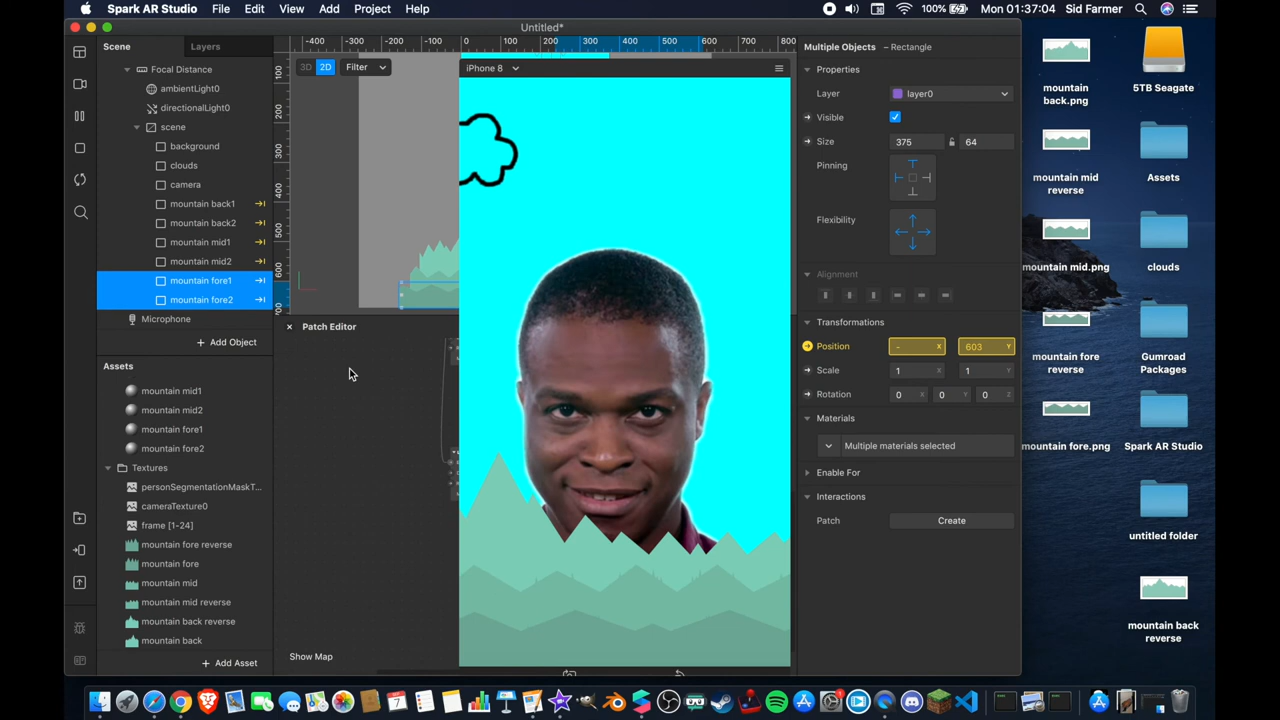 Spark AR Studio File Edit View Add Project Help
100% Mon 01:37:04 Sid Farmer
Untitled*
Scene Layers
Focal Distance
ambientLight0
directionalLight0
scene
background
clouds
camera
mountain back1
mountain back2
mountain mid1
mountain mid2
mountain fore1
mountain fore2
Microphone
+ Add Object
Assets
mountain mid1
mountain mid2
mountain fore1
mountain fore2
Textures
personSegmentationMaskT...
cameraTexture0
frame [1-24]
mountain fore reverse
mountain fore
mountain mid
mountain mid reverse
mountain back reverse
mountain back
+ Add Asset
-400 -300 -200 -100 0 100 200 300 400 500 600 700 800
3D 2D Filter
100
200
300
400
500
600
iPhone 8
Patch Editor
Show Map
Multiple Objects – Rectangle
Properties
Layer layer0
Visible
Size 375 64
Pinning
Flexibility
Alignment
Transformations
Position - X 603 Y
Scale 1 X 1 Y
Rotation 0 X 0 Y 0 Z
Materials
Multiple materials selected
Enable For
Interactions
Patch Create
mountain
back.png
mountain mid
reverse
mountain mid.png
mountain fore
reverse
mountain fore.png
5TB Seagate
Assets
clouds
Gumroad
Packages
Spark AR Studio
untitled folder
mountain back
reverse
7